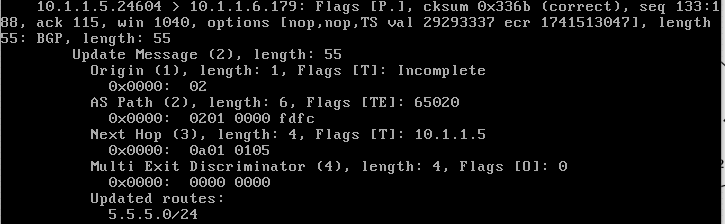 10.1.1.5.24604 > 10.1.1.6.179: Flags [P.], cksum 0x336b (correct), seq 133:1
88, ack 115, win 1040, options [nop,nop,TS val 29293337 ecr 1741513047], length
55: BGP, length: 55
Update Message (2), length: 55
Origin (1), length: 1, Flags [T]: Incomplete
0x0000: 02
AS Path (2), length: 6, Flags [TE]: 65020
0x0000: 0201 0000 fdfc
Next Hop (3), length: 4, Flags [T]: 10.1.1.5
0x0000: 0a01 0105
Multi Exit Discriminator (4), length: 4, Flags [O]: 0
0x0000: 0000 0000
Updated routes:
5.5.5.0/24